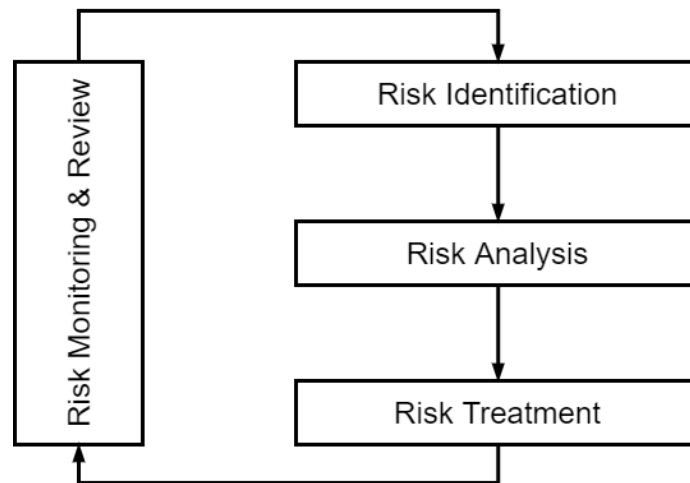 Risk Monitoring & Review
Risk Identification
Risk Analysis
Risk Treatment